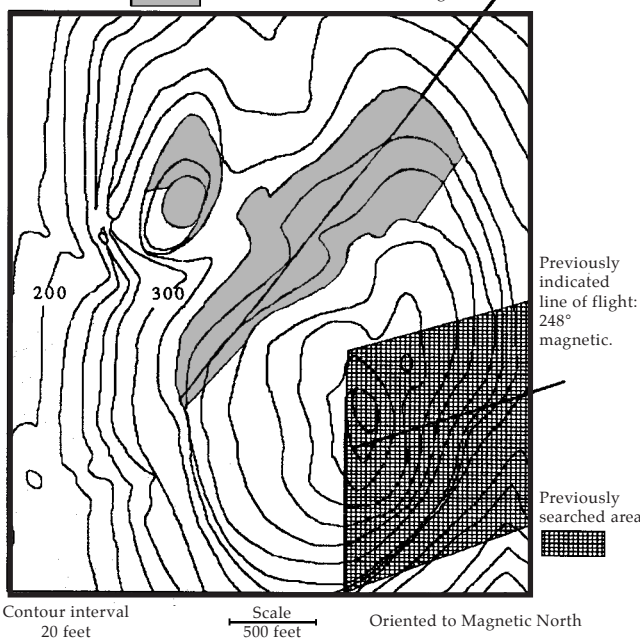 200
300
Previously
indicated
line of flight:
248°
magnetic.
Previously
searched area
Contour interval
20 feet
Scale
500 feet
Oriented to Magnetic North